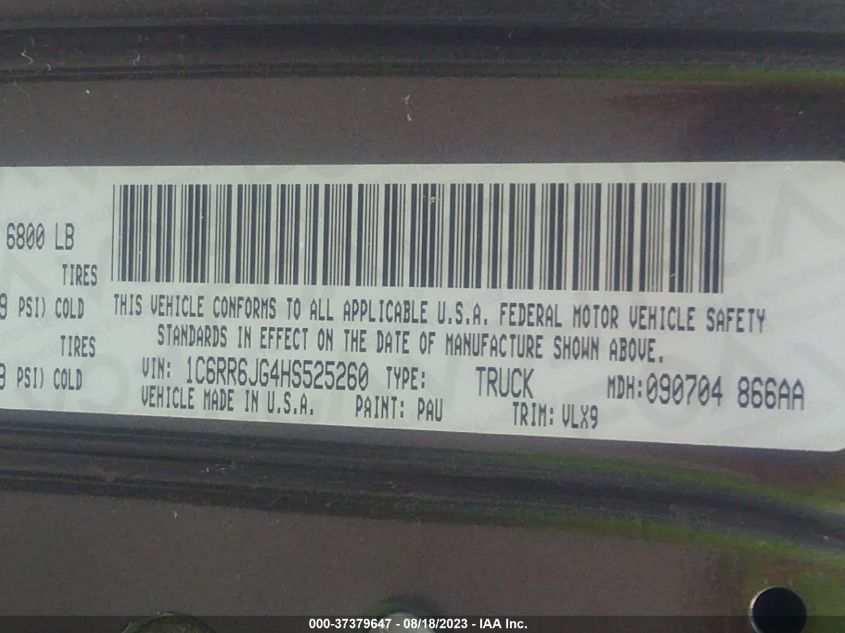 6800 LB
TIRES
9 PSI) COLD
TIRES
9 PSI) COLD
THIS VEHICLE CONFORMS TO ALL APPLICABLE U.S.A. FEDERAL MOTOR VEHICLE SAFETY
STANDARDS IN EFFECT ON THE DATE OF MANUFACTURE SHOWN ABOVE.
VIN: 1C6RR6JG4HS525260 TYPE: TRUCK MDH:090704 866AA
VEHICLE MADE IN U.S.A. PAINT: PAU TRIM: VLX9
000-37379647 - 08/18/2023 - IAA Inc.